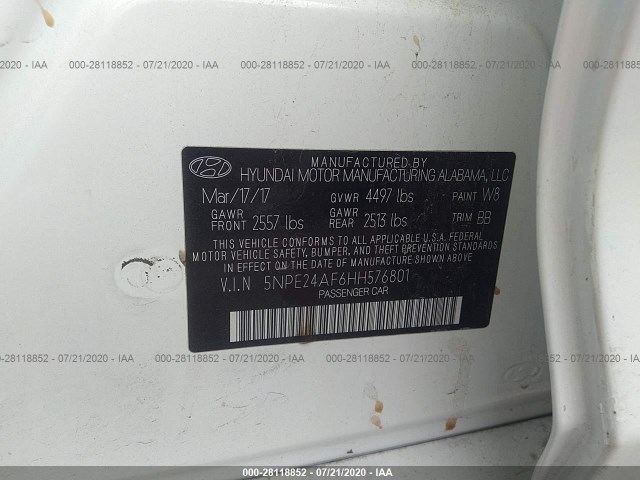 000-28118852 - 07/21/2020 - IAA 000-28118852 - 07/21/2020 - IAA 000-28118852 - 07/21/2020 - IAA
MANUFACTURED BY
HYUNDAI MOTOR MANUFACTURING ALABAMA, LLC
Mar/17/17 GVWR 4497 lbs PAINT W8
GAWR FRONT 2557 lbs GAWR REAR 2513 lbs TRIM BB
THIS VEHICLE CONFORMS TO ALL APPLICABLE U.S.A. FEDERAL
MOTOR VEHICLE SAFETY, BUMPER, AND THEFT PREVENTION STANDARDS
IN EFFECT ON THE DATE OF MANUFACTURE SHOWN ABOVE
V.I.N 5NPE24AF6HH576801
PASSENGER CAR
000-28118852 - 07/21/2020 - IAA 000-28118852 - 07/21/2020 - IAA 000-28118852 - 07/21/2020 - IAA
000-28118852 - 07/21/2020 - IAA